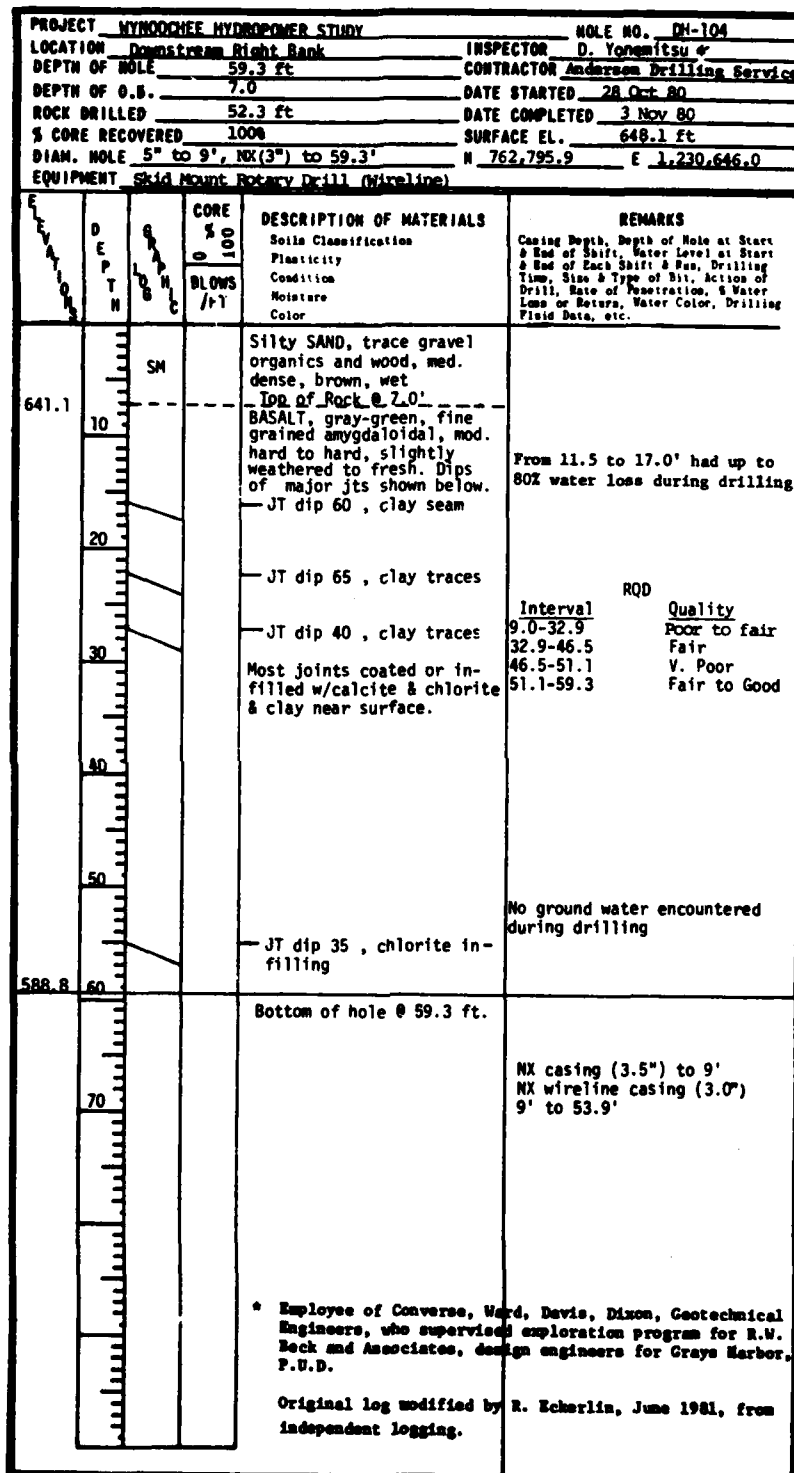 PROJECT WYNOOCHEE HYDROPOWER STUDY HOLE NO. DH-104
LOCATION Downstream Right Bank INSPECTOR D. Yonemitsu *
DEPTH OF HOLE 59.3 ft CONTRACTOR Andersen Drilling Service
DEPTH OF O.B. 7.0 DATE STARTED 28 Oct 80
ROCK DRILLED 52.3 ft DATE COMPLETED 3 Nov 80
% CORE RECOVERED 100% SURFACE EL. 648.1 ft
DIAM. HOLE 5" to 9', NX(3") to 59.3' N 762,795.9 E 1,230,646.0
EQUIPMENT Skid Mount Rotary Drill (Wireline)
ELEVATIONS
DEPTH
GRAPHIC LOG
CORE
%
0 100
BLOWS
/FT
DESCRIPTION OF MATERIALS
Soils Classification
Plasticity
Condition
Moisture
Color
REMARKS
Casing Depth, Depth of Hole at Start
& End of Shift, Water Level at Start
& End of Each Shift & Run, Drilling
Time, Size & Type of Bit, Action of
Drill, Rate of Penetration, % Water
Loss or Return, Water Color, Drilling
Fluid Data, etc.
SM
Silty SAND, trace gravel
organics and wood, med.
dense, brown, wet
641.1 Top of Rock @ 7.0'
10
BASALT, gray-green, fine
grained amygdaloidal, mod.
hard to hard, slightly
weathered to fresh. Dips
of major jts shown below.
From 11.5 to 17.0' had up to
80% water loss during drilling
JT dip 60 , clay seam
20
JT dip 65 , clay traces
RQD
Interval Quality
9.0-32.9 Poor to fair
32.9-46.5 Fair
46.5-51.1 V. Poor
51.1-59.3 Fair to Good
JT dip 40 , clay traces
30
Most joints coated or in-
filled w/calcite & chlorite
& clay near surface.
40
50
No ground water encountered
during drilling
JT dip 35 , chlorite in-
filling
588.8 60
Bottom of hole @ 59.3 ft.
NX casing (3.5") to 9'
NX wireline casing (3.0")
9' to 53.9'
70
* Employee of Converse, Ward, Davis, Dixon, Geotechnical
Engineers, who supervised exploration program for R.W.
Beck and Associates, design engineers for Grays Harbor,
P.U.D.
Original log modified by R. Eckerlin, June 1981, from
independent logging.